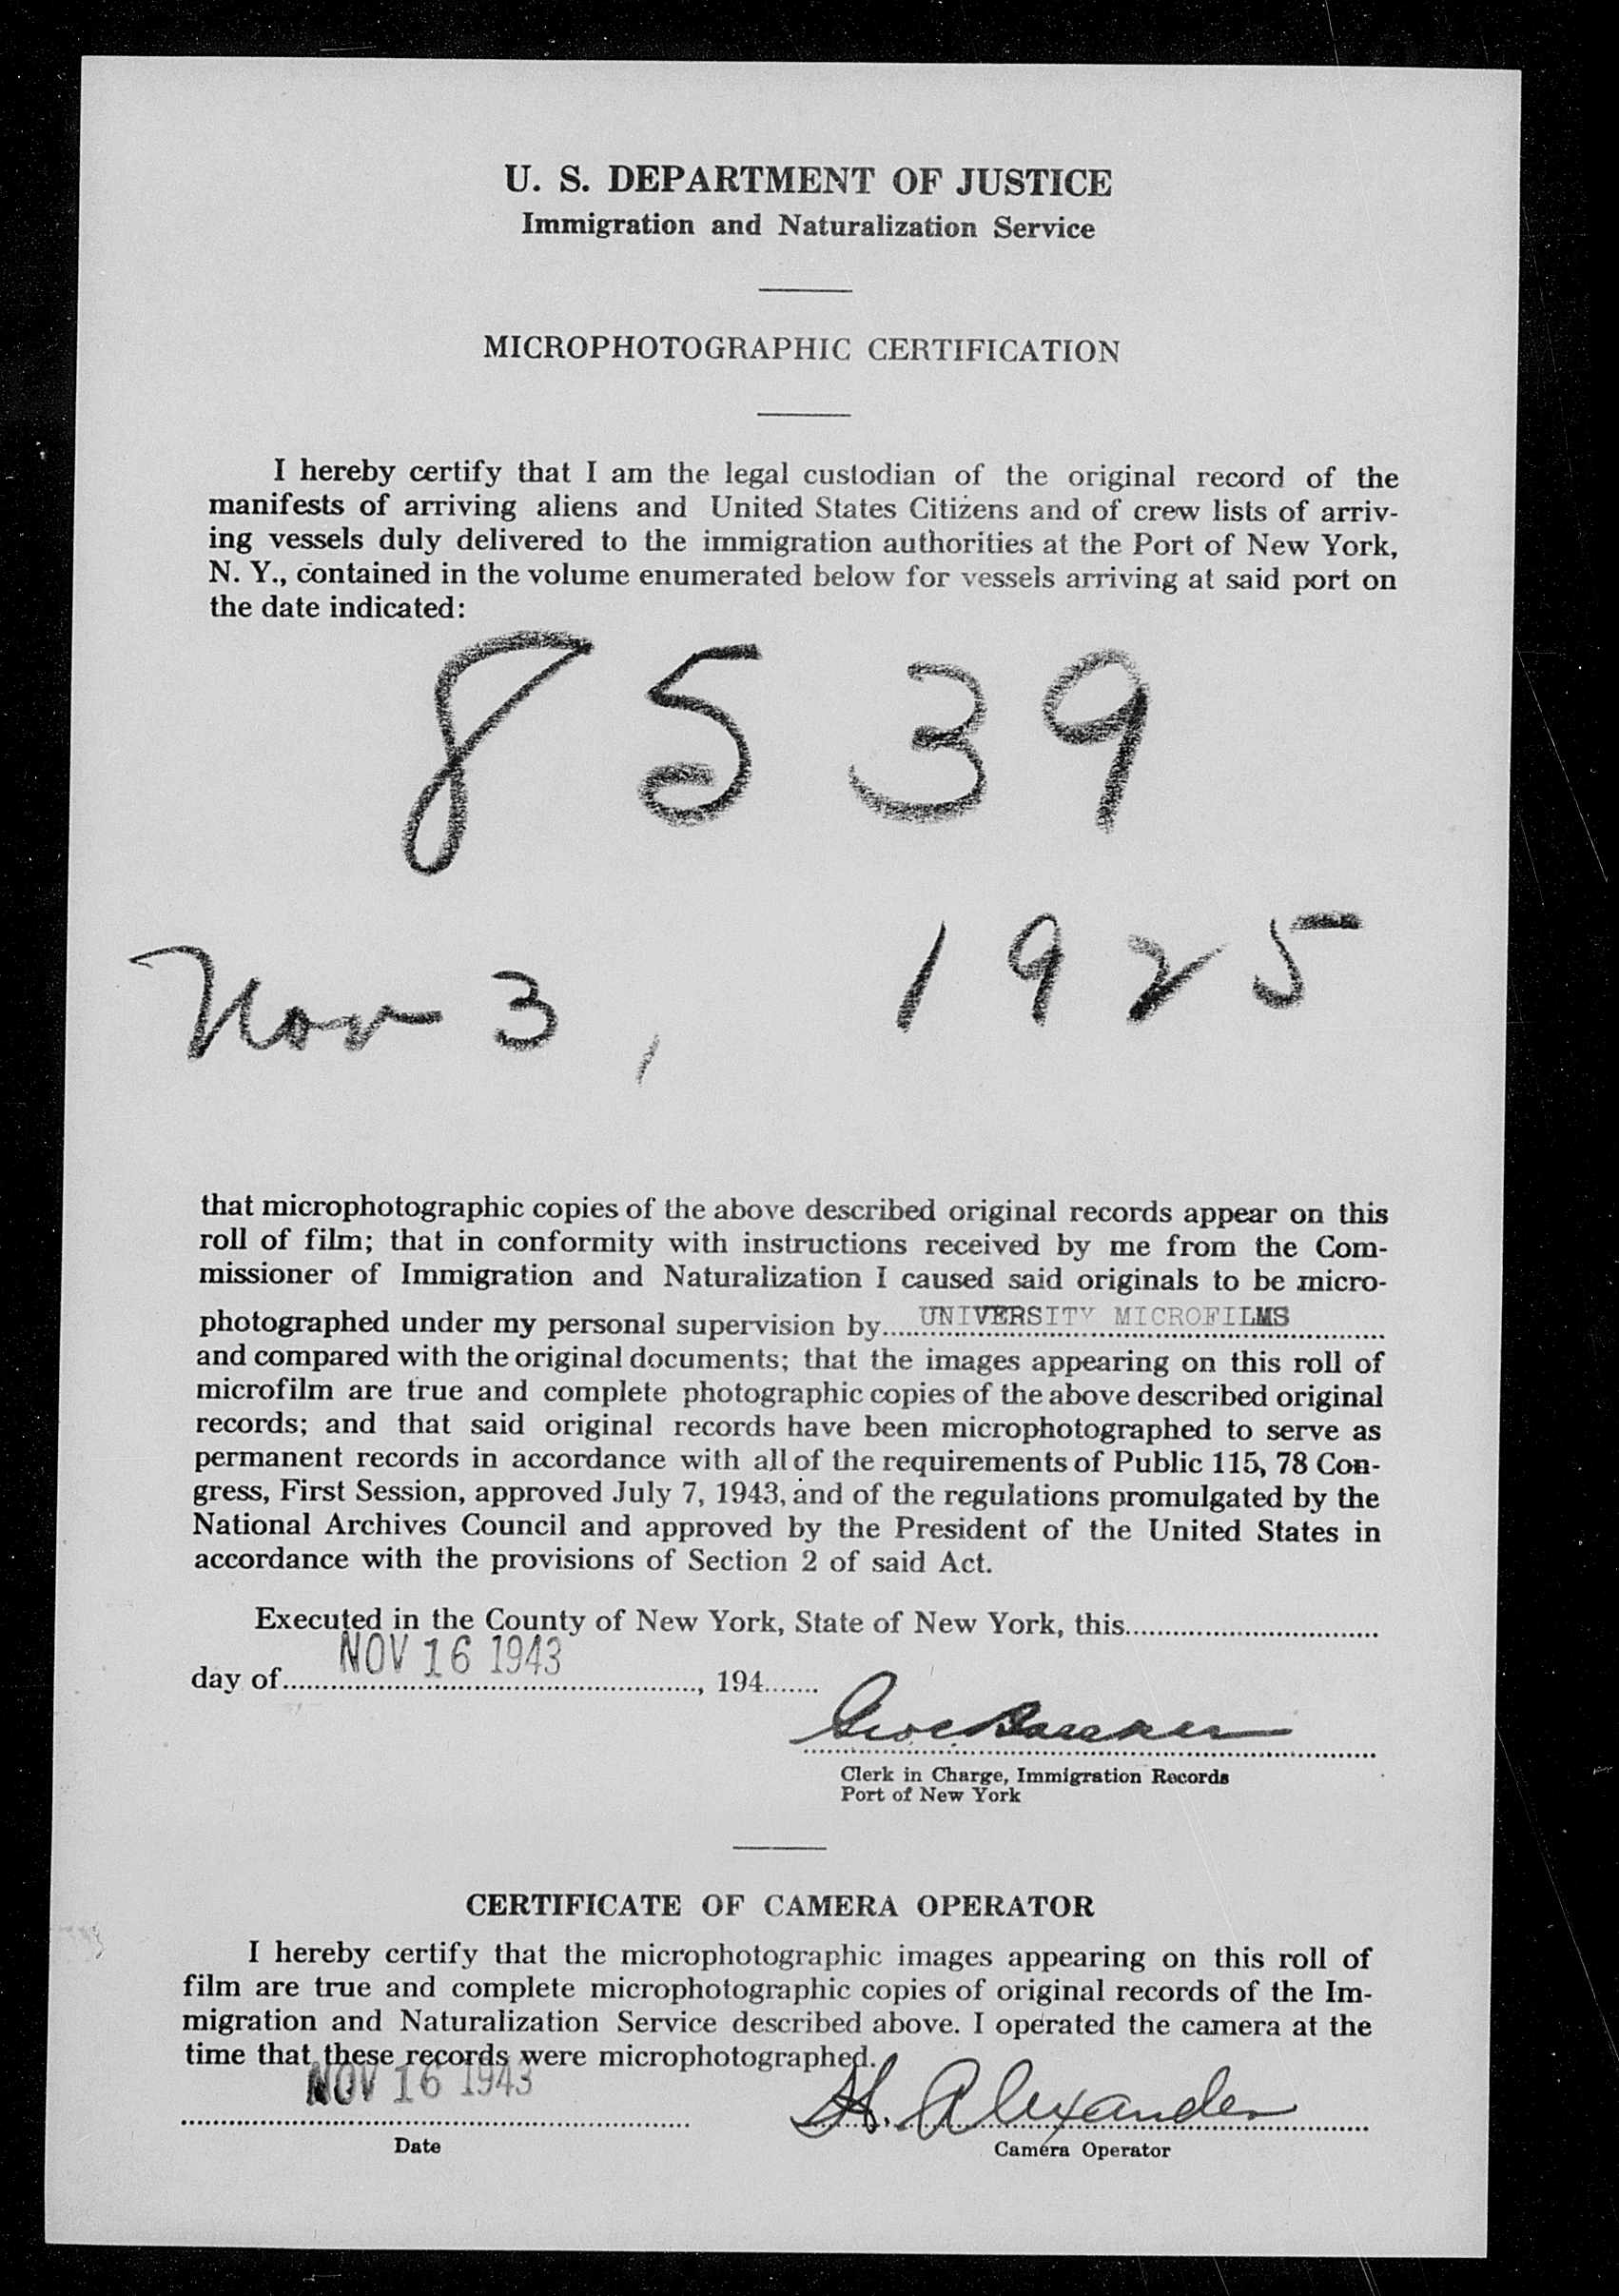 U. S. DEPARTMENT OF JUSTICE
Immigration and Naturalization Service
MICROPHOTOGRAPHIC CERTIFICATION
I hereby certify that I am the legal custodian of the original record of the
manifests of arriving aliens and United States Citizens and of crew lists of arriv-
ing vessels duly delivered to the immigration authorities at the Port of New York,
N. Y., contained in the volume enumerated below for vessels arriving at said port on
the date indicated:
8539
Nov 3, 1925
that microphotographic copies of the above described original records appear on this
roll of film; that in conformity with instructions received by me from the Com-
missioner of Immigration and Naturalization I caused said originals to be micro-
photographed under my personal supervision by UNIVERSITY MICROFILMS
and compared with the original documents; that the images appearing on this roll of
microfilm are true and complete photographic copies of the above described original
records; and that said original records have been microphotographed to serve as
permanent records in accordance with all of the requirements of Public 115, 78 Con-
gress, First Session, approved July 7, 1943, and of the regulations promulgated by the
National Archives Council and approved by the President of the United States in
accordance with the provisions of Section 2 of said Act.
Executed in the County of New York, State of New York, this
day of NOV 16 1943, 194
Clerk in Charge, Immigration Records
Port of New York
CERTIFICATE OF CAMERA OPERATOR
I hereby certify that the microphotographic images appearing on this roll of
film are true and complete microphotographic copies of original records of the Im-
migration and Naturalization Service described above. I operated the camera at the
time that these records were microphotographed.
NOV 16 1943 H. Alexander
Date Camera Operator